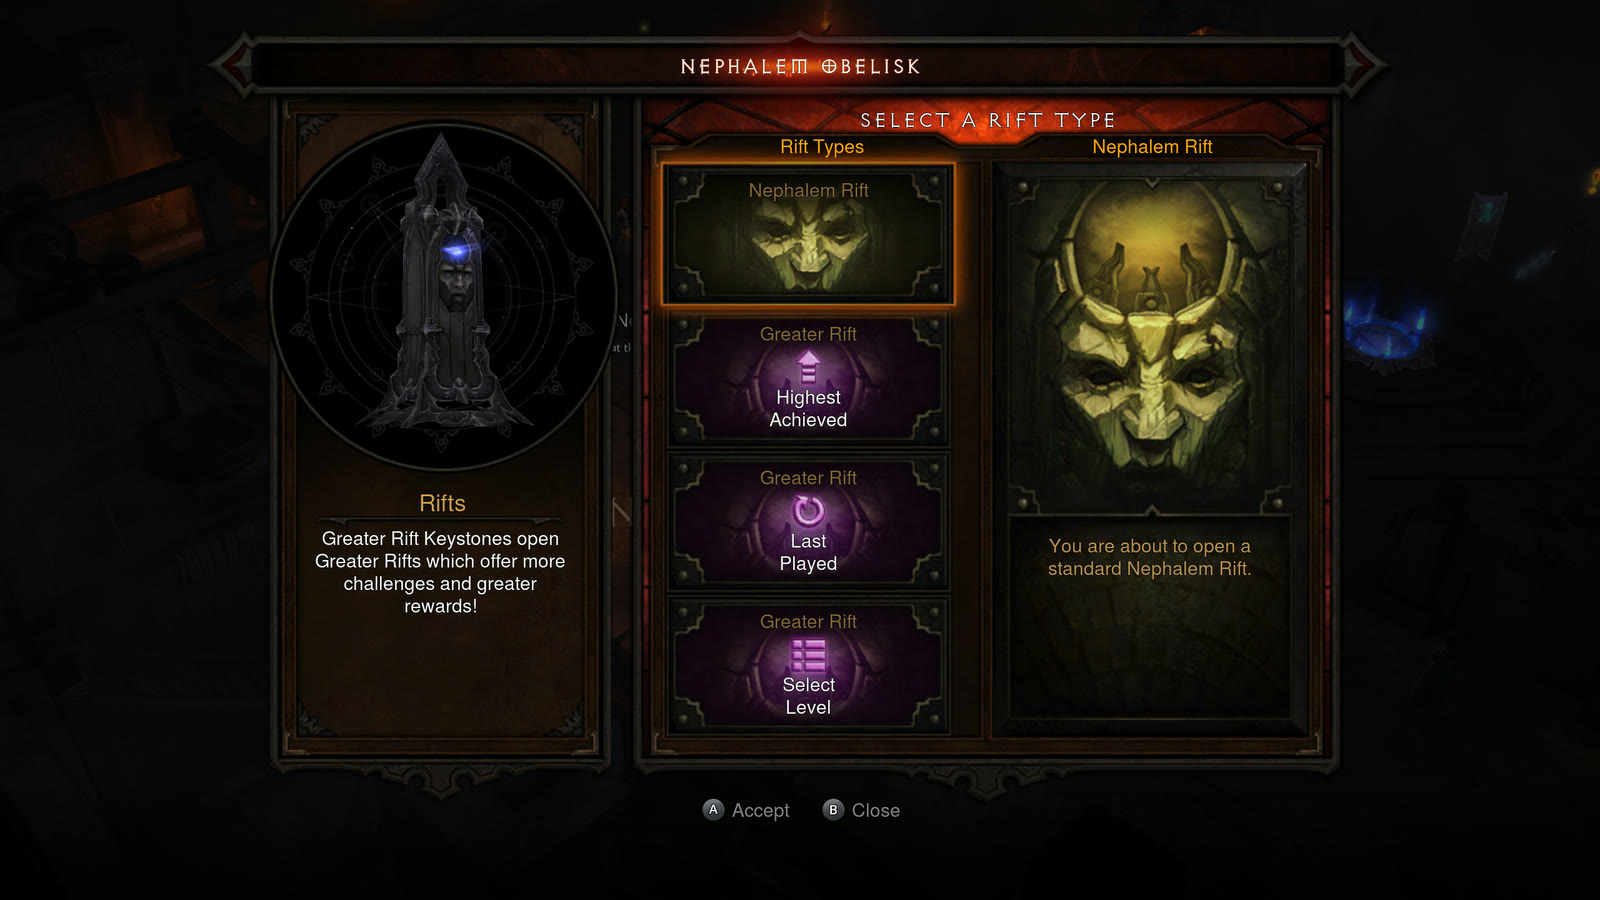 NEPHALEM OBELISK
SELECT A RIFT TYPE
Rift Types
Nephalem Rift
Nephalem Rift
Greater Rift
Highest
Achieved
Greater Rift
Last
Played
Greater Rift
Select
Level
Rifts
Greater Rift Keystones open
Greater Rifts which offer more
challenges and greater
rewards!
You are about to open a
standard Nephalem Rift.
A Accept
B Close